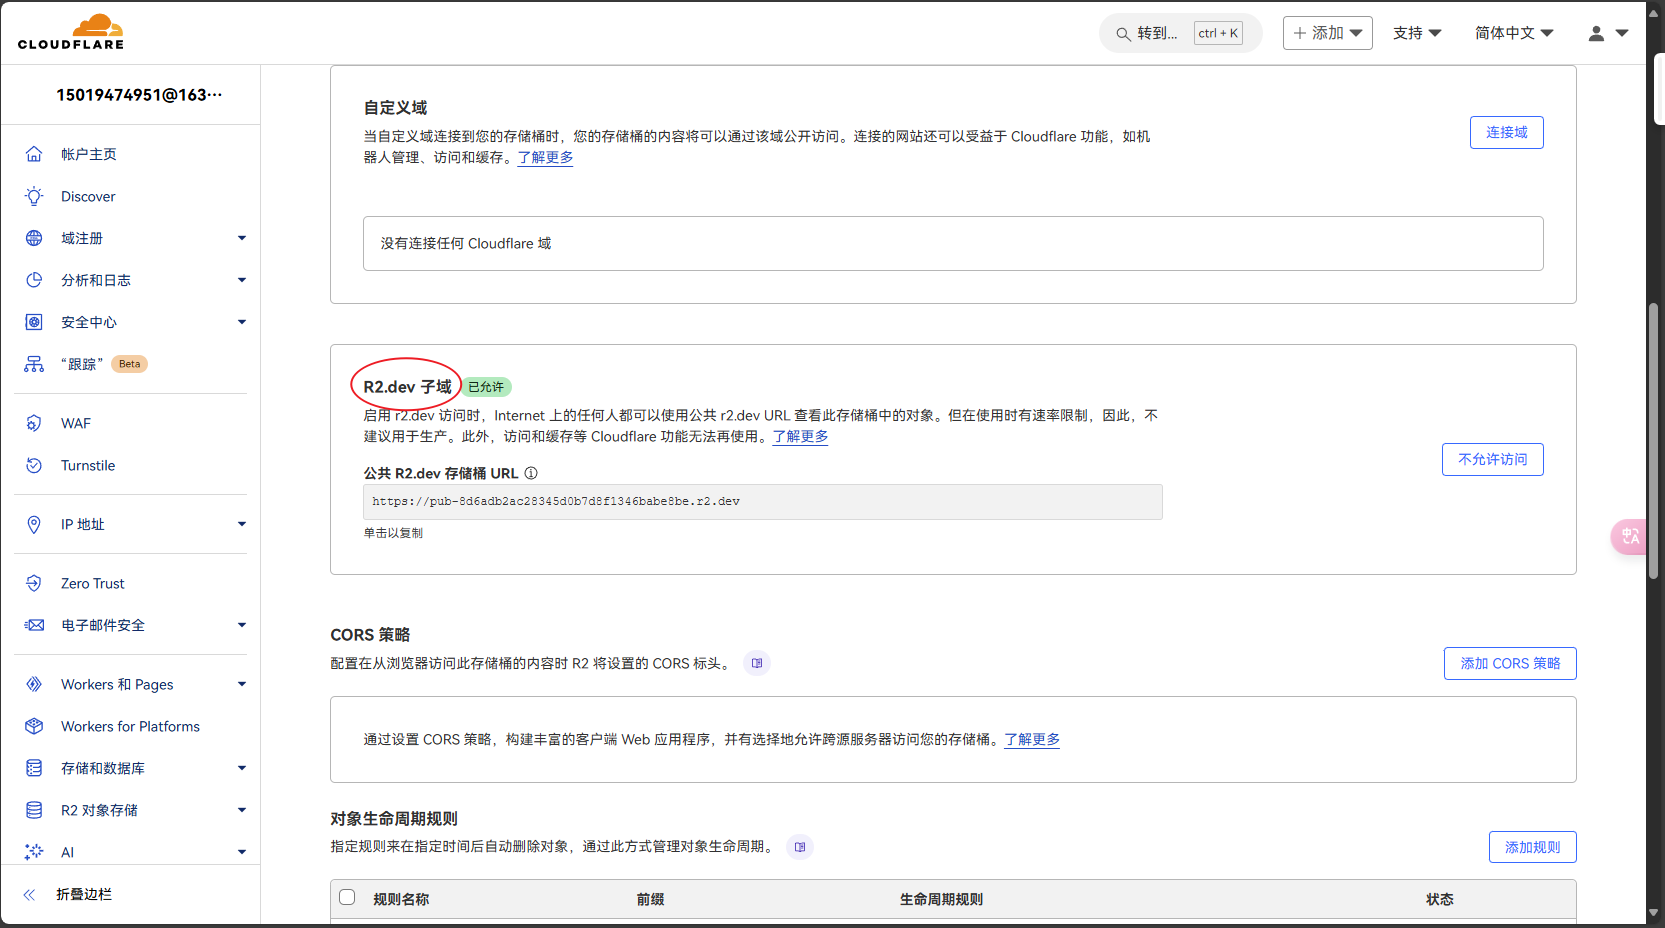 CLOUDFLARE
转到... ctrl + K
添加
支持
简体中文
15019474951@163···
帐户主页
Discover
域注册
分析和日志
安全中心
“跟踪” Beta
WAF
Turnstile
IP 地址
Zero Trust
电子邮件安全
Workers 和 Pages
Workers for Platforms
存储和数据库
R2 对象存储
AI
折叠边栏
自定义域
当自定义域连接到您的存储桶时，您的存储桶的内容将可以通过该域公开访问。连接的网站还可以受益于 Cloudflare 功能，如机
器人管理、访问和缓存。了解更多
连接域
没有连接任何 Cloudflare 域
R2.dev 子域 已允许
启用 r2.dev 访问时，Internet 上的任何人都可以使用公共 r2.dev URL 查看此存储桶中的对象。但在使用时有速率限制，因此，不
建议用于生产。此外，访问和缓存等 Cloudflare 功能无法再使用。了解更多
不允许访问
公共 R2.dev 存储桶 URL
https://pub-8d6adb2ac28345d0b7d8f1346babe8be.r2.dev
单击以复制
CORS 策略
配置在从浏览器访问此存储桶的内容时 R2 将设置的 CORS 标头。
添加 CORS 策略
通过设置 CORS 策略，构建丰富的客户端 Web 应用程序，并有选择地允许跨源服务器访问您的存储桶。了解更多
对象生命周期规则
指定规则来在指定时间后自动删除对象，通过此方式管理对象生命周期。
添加规则
规则名称 前缀 生命周期规则 状态
中A